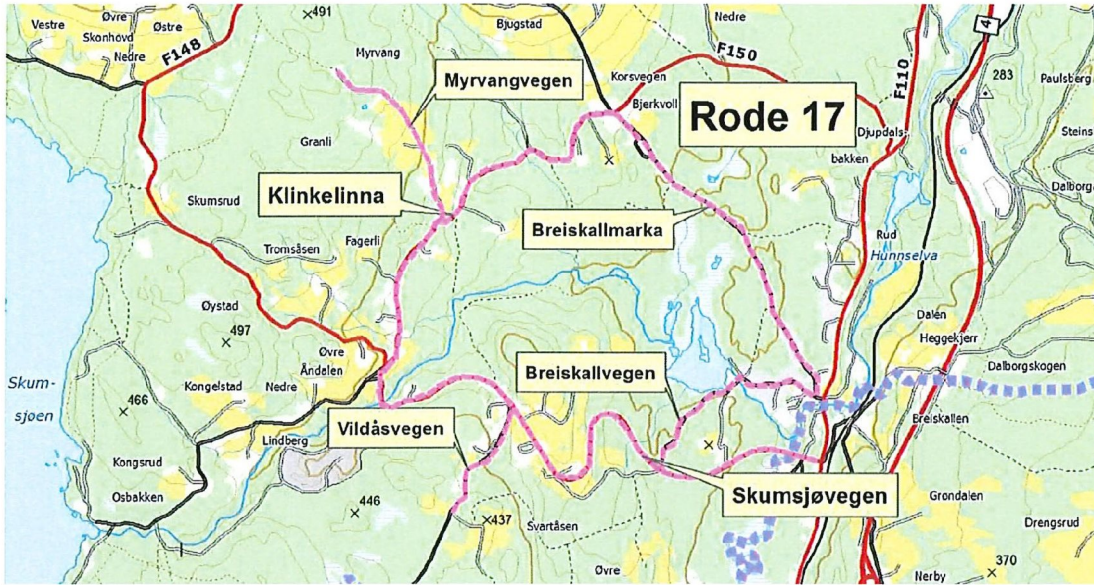 491
Vestre
Øvre
Østre
Skonhovd
Nedre
F148
Bjugstad
Nedre
4
283
Paulsberg
Myrvang
Myrvangvegen
Korsvegen
F150
F110
Bjerkvoll
Rode 17
Steins
Djupdals-
bakken
Granli
Dalborg
Klinkelinna
Skumsrud
Breiskallmarka
Rud
Hunnselva
Tromsåsen
Fagerli
Øystad
497
Dalen
Heggekjerr
Øvre
Åndalen
Dalborgskogen
Skum-
sjøen
Kongelstad
Nedre
Breiskallvegen
466
Vildåsvegen
Breiskallen
Lindberg
Kongsrud
Skumsjøvegen
Osbakken
Grondalen
446
437
Svartåsen
Drengsrud
Øvre
Nerby
370